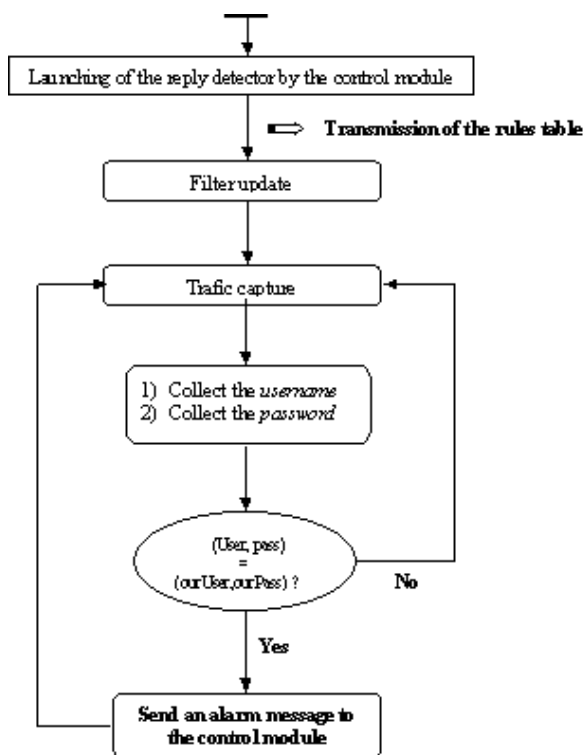 Launching of the reply detector by the control module
Transmission of the rules table
Filter update
Trafic capture
1) Collect the username
2) Collect the password
(User, pass)
=
(ourUser,ourPass) ?
No
Yes
Send an alarm message to
the control module